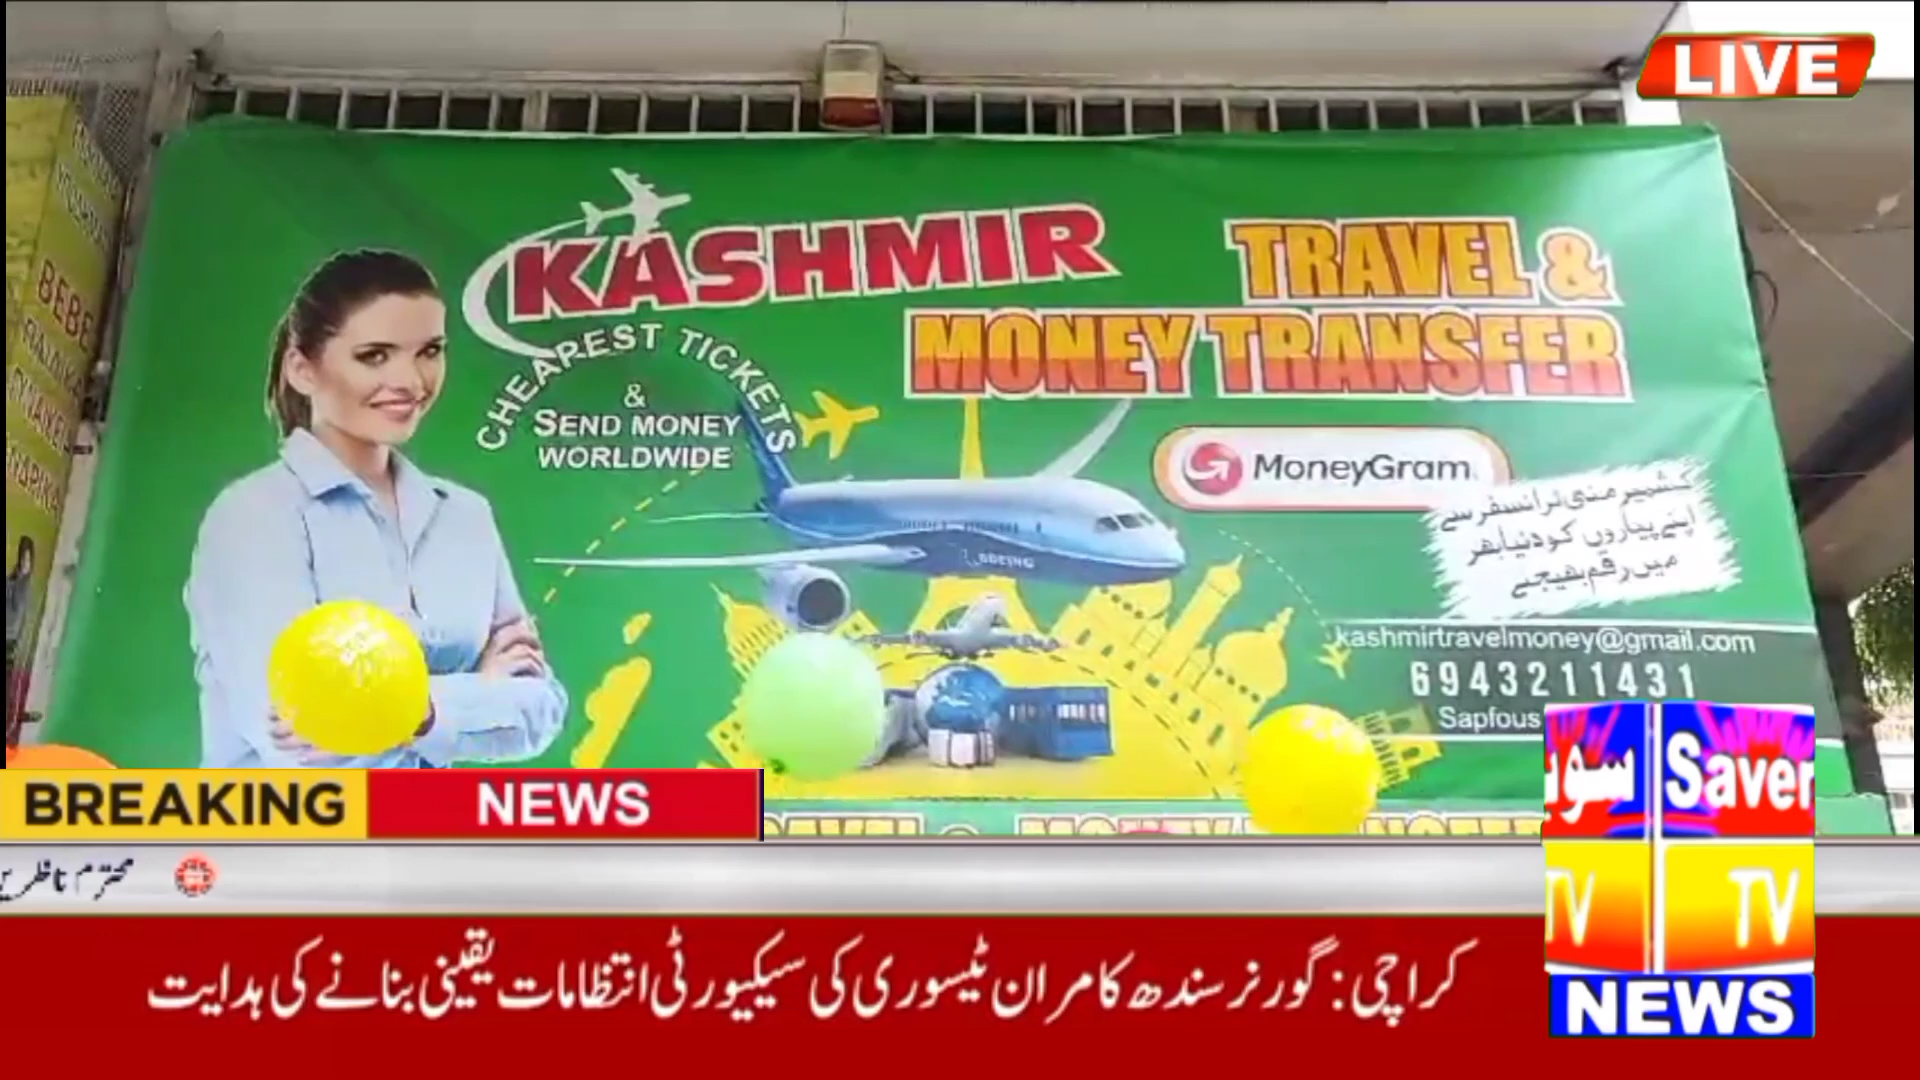 LIVE
KASHMIR
TRAVEL &
MONEY TRANSFER
CHEAPEST TICKETS
&
SEND MONEY
WORLDWIDE
BOEING
MoneyGram
کشمیر منی ٹرانسفر سے
اپنے پیاروں کو دنیا بھر
میں رقم بھیجیے
kashmirtravelmoney@gmail.com
6943211431
Sapfous
BEBE
BREAKING NEWS
Saver
TV TV
NEWS
محترم ناظرین
کراچی: گورنر سندھ کامران ٹیسوری کی سیکیورٹی انتظامات یقینی بنانے کی ہدایت